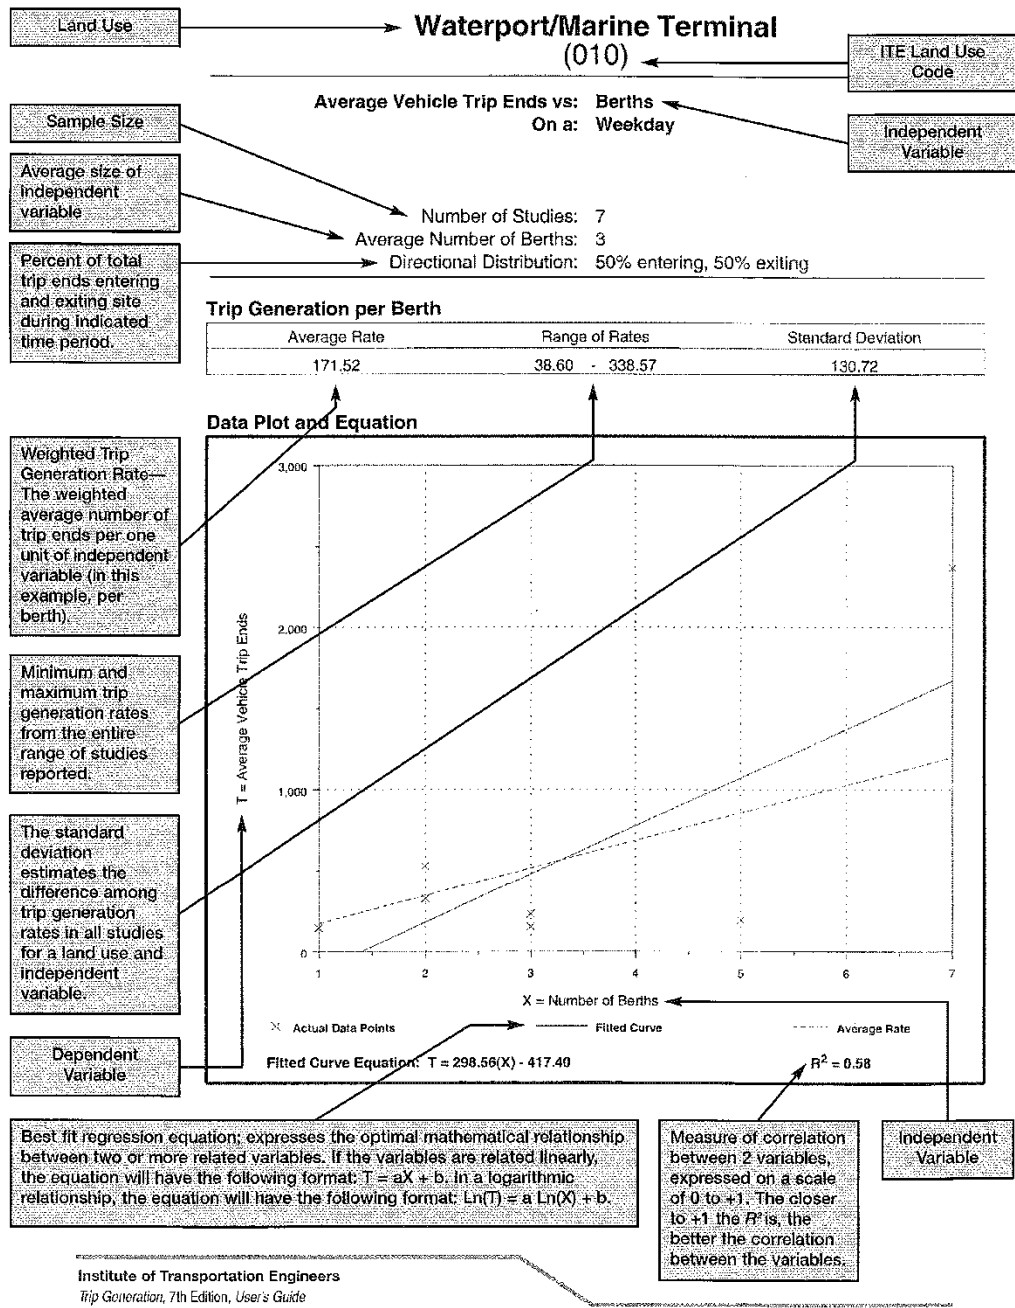 Land Use
Waterport/Marine Terminal
(010)
ITE Land Use
Code
Average Vehicle Trip Ends vs: Berths
On a: Weekday
Independent
Variable
Sample Size
Average size of
independent
variable
Number of Studies: 7
Average Number of Berths: 3
Directional Distribution: 50% entering, 50% exiting
Percent of total
trip ends entering
and exiting site
during indicated
time period.
Trip Generation per Berth
Average Rate Range of Rates Standard Deviation
171.52 38.60 - 338.57 130.72
Data Plot and Equation
Weighted Trip
Generation Rate—
The weighted
average number of
trip ends per one
unit of independent
variable (in this
example, per
berth).
Minimum and
maximum trip
generation rates
from the entire
range of studies
reported.
The standard
deviation
estimates the
difference among
trip generation
rates in all studies
for a land use and
independent
variable.
Dependent
Variable
T = Average Vehicle Trip Ends
3,000
2,000
1,000
0
1 2 3 4 5 6 7
X = Number of Berths
Actual Data Points Fitted Curve Average Rate
Fitted Curve Equation: T = 298.56(X) - 417.40 R² = 0.58
Best fit regression equation; expresses the optimal mathematical relationship
between two or more related variables. If the variables are related linearly,
the equation will have the following format: T = aX + b. In a logarithmic
relationship, the equation will have the following format: Ln(T) = a Ln(X) + b.
Measure of correlation
between 2 variables,
expressed on a scale
of 0 to +1. The closer
to +1 the R² is, the
better the correlation
between the variables.
Independent
Variable
Institute of Transportation Engineers
Trip Generation, 7th Edition, User's Guide